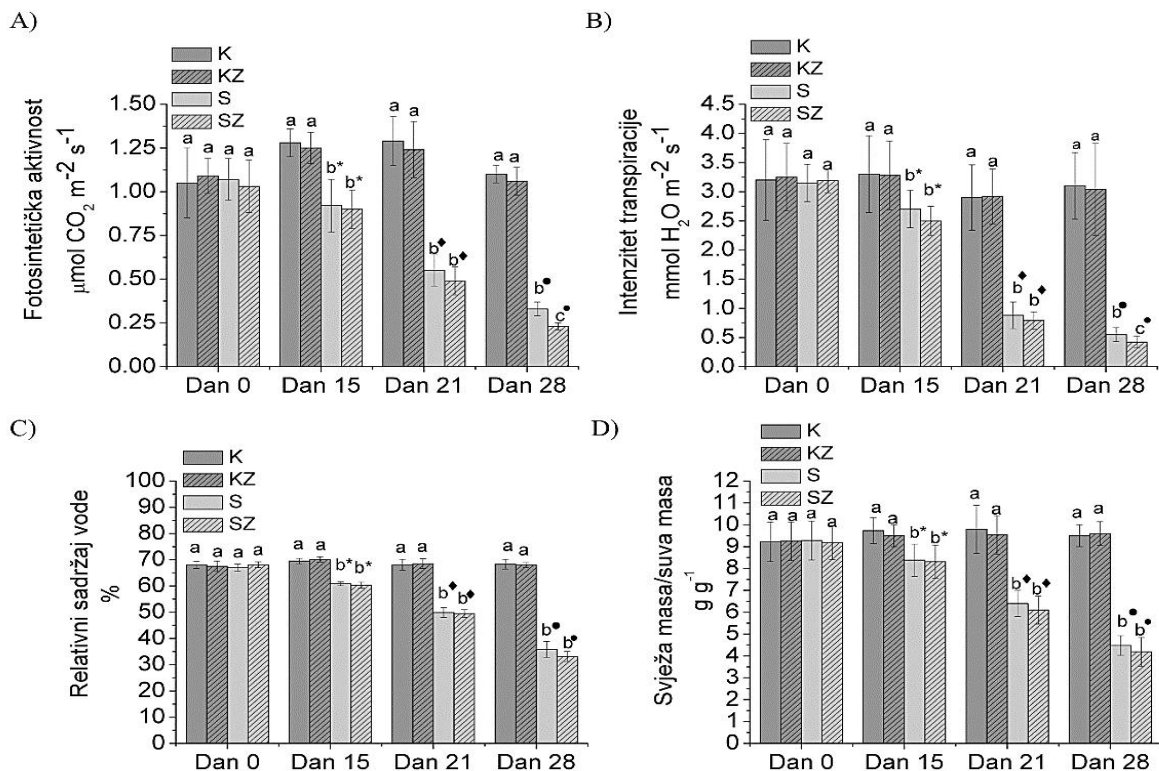 A)
K
KZ
S
SZ
Fotosintetička aktivnost
µmol CO₂ m⁻² s⁻¹
1.50
1.25
1.00
0.75
0.50
0.25
0.00
a a a a
a a b* b*
a a b♦ b♦
a a b● c●
Dan 0 Dan 15 Dan 21 Dan 28
B)
K
KZ
S
SZ
Intenzitet transpiracije
mmol H₂O m⁻² s⁻¹
4.5
4.0
3.5
3.0
2.5
2.0
1.5
1.0
0.5
0.0
a a a a
a a b* b*
a a b♦ b♦
a a b● c●
Dan 0 Dan 15 Dan 21 Dan 28
C)
K
KZ
S
SZ
Relativni sadržaj vode
%
100
90
80
70
60
50
40
30
20
10
0
a a a a
a a b* b*
a a b♦ b♦
a a b● b●
Dan 0 Dan 15 Dan 21 Dan 28
D)
K
KZ
S
SZ
Svježa masa/suva masa
g g⁻¹
12
11
10
9
8
7
6
5
4
3
2
1
0
a a a a
a a b* b*
a a b♦ b♦
a a b● b●
Dan 0 Dan 15 Dan 21 Dan 28